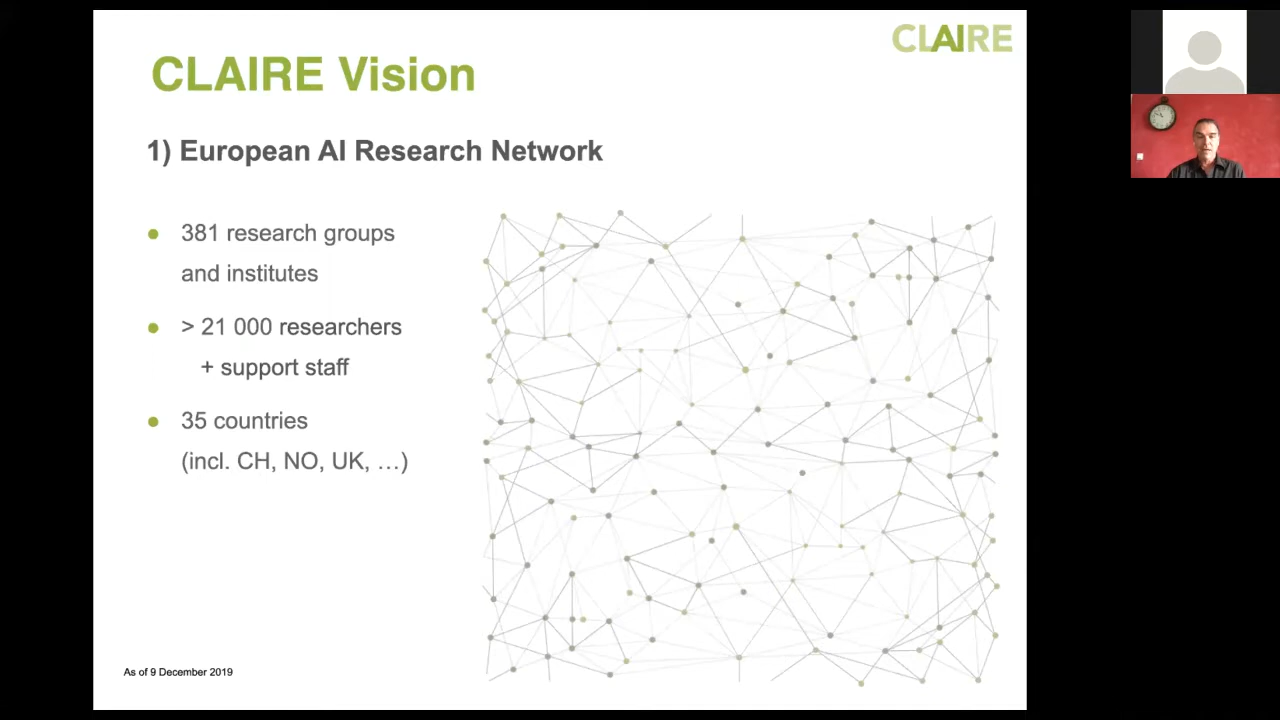 CLAIRE
CLAIRE Vision
1) European AI Research Network
381 research groups
and institutes
> 21 000 researchers
+ support staff
35 countries
(incl. CH, NO, UK, …)
As of 9 December 2019